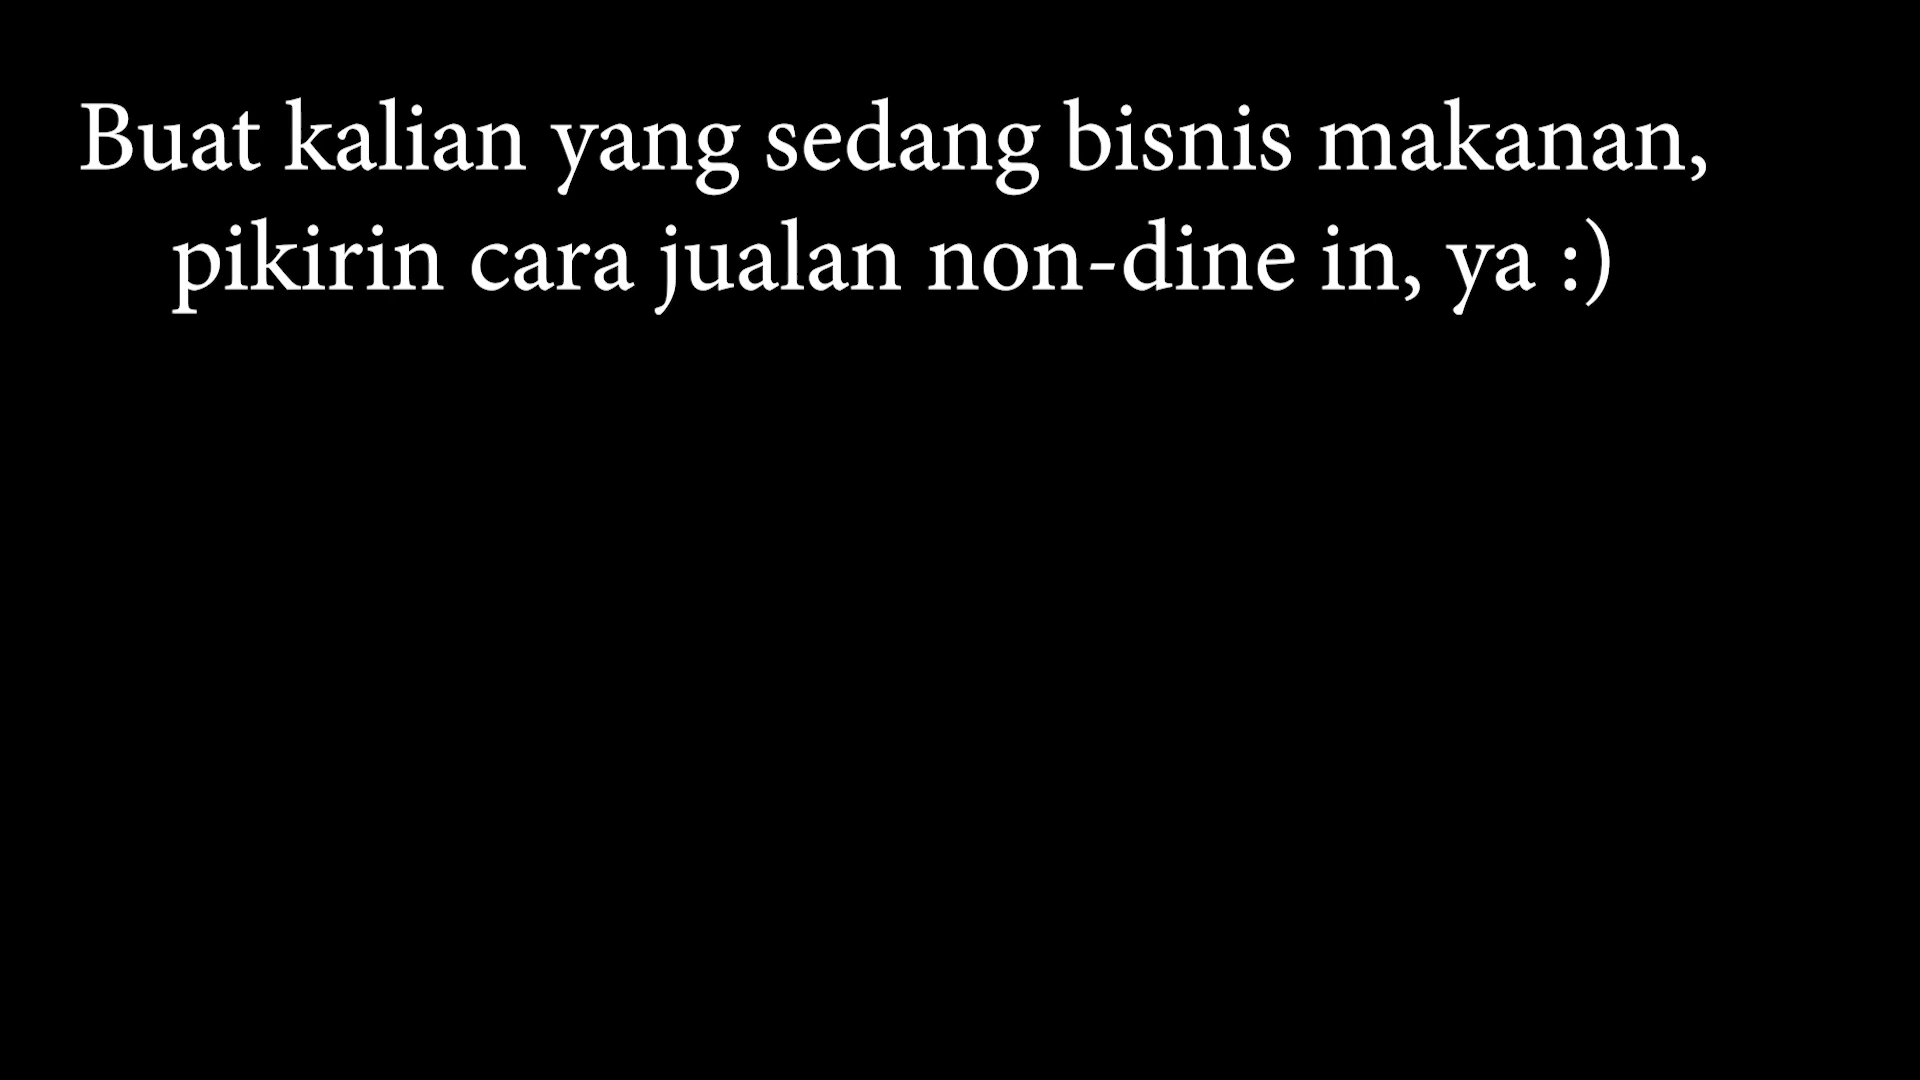 Buat kalian yang sedang bisnis makanan,
pikirin cara jualan non-dine in, ya :)